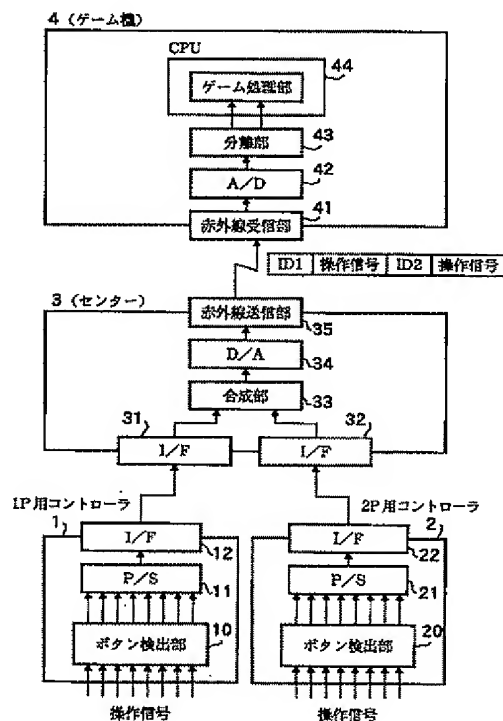 4 (ゲーム機)
CPU
44
ゲーム処理部
43
分離部
42
A/D
41
赤外線受信部
ID1 操作信号 ID2 操作信号
3 (センター)
赤外線送信部
35
D/A
34
合成部
33
31
32
I/F
I/F
1P用コントローラ
2P用コントローラ
1
2
I/F
I/F
12
22
P/S
P/S
11
21
10
20
ボタン検出部
ボタン検出部
操作信号
操作信号